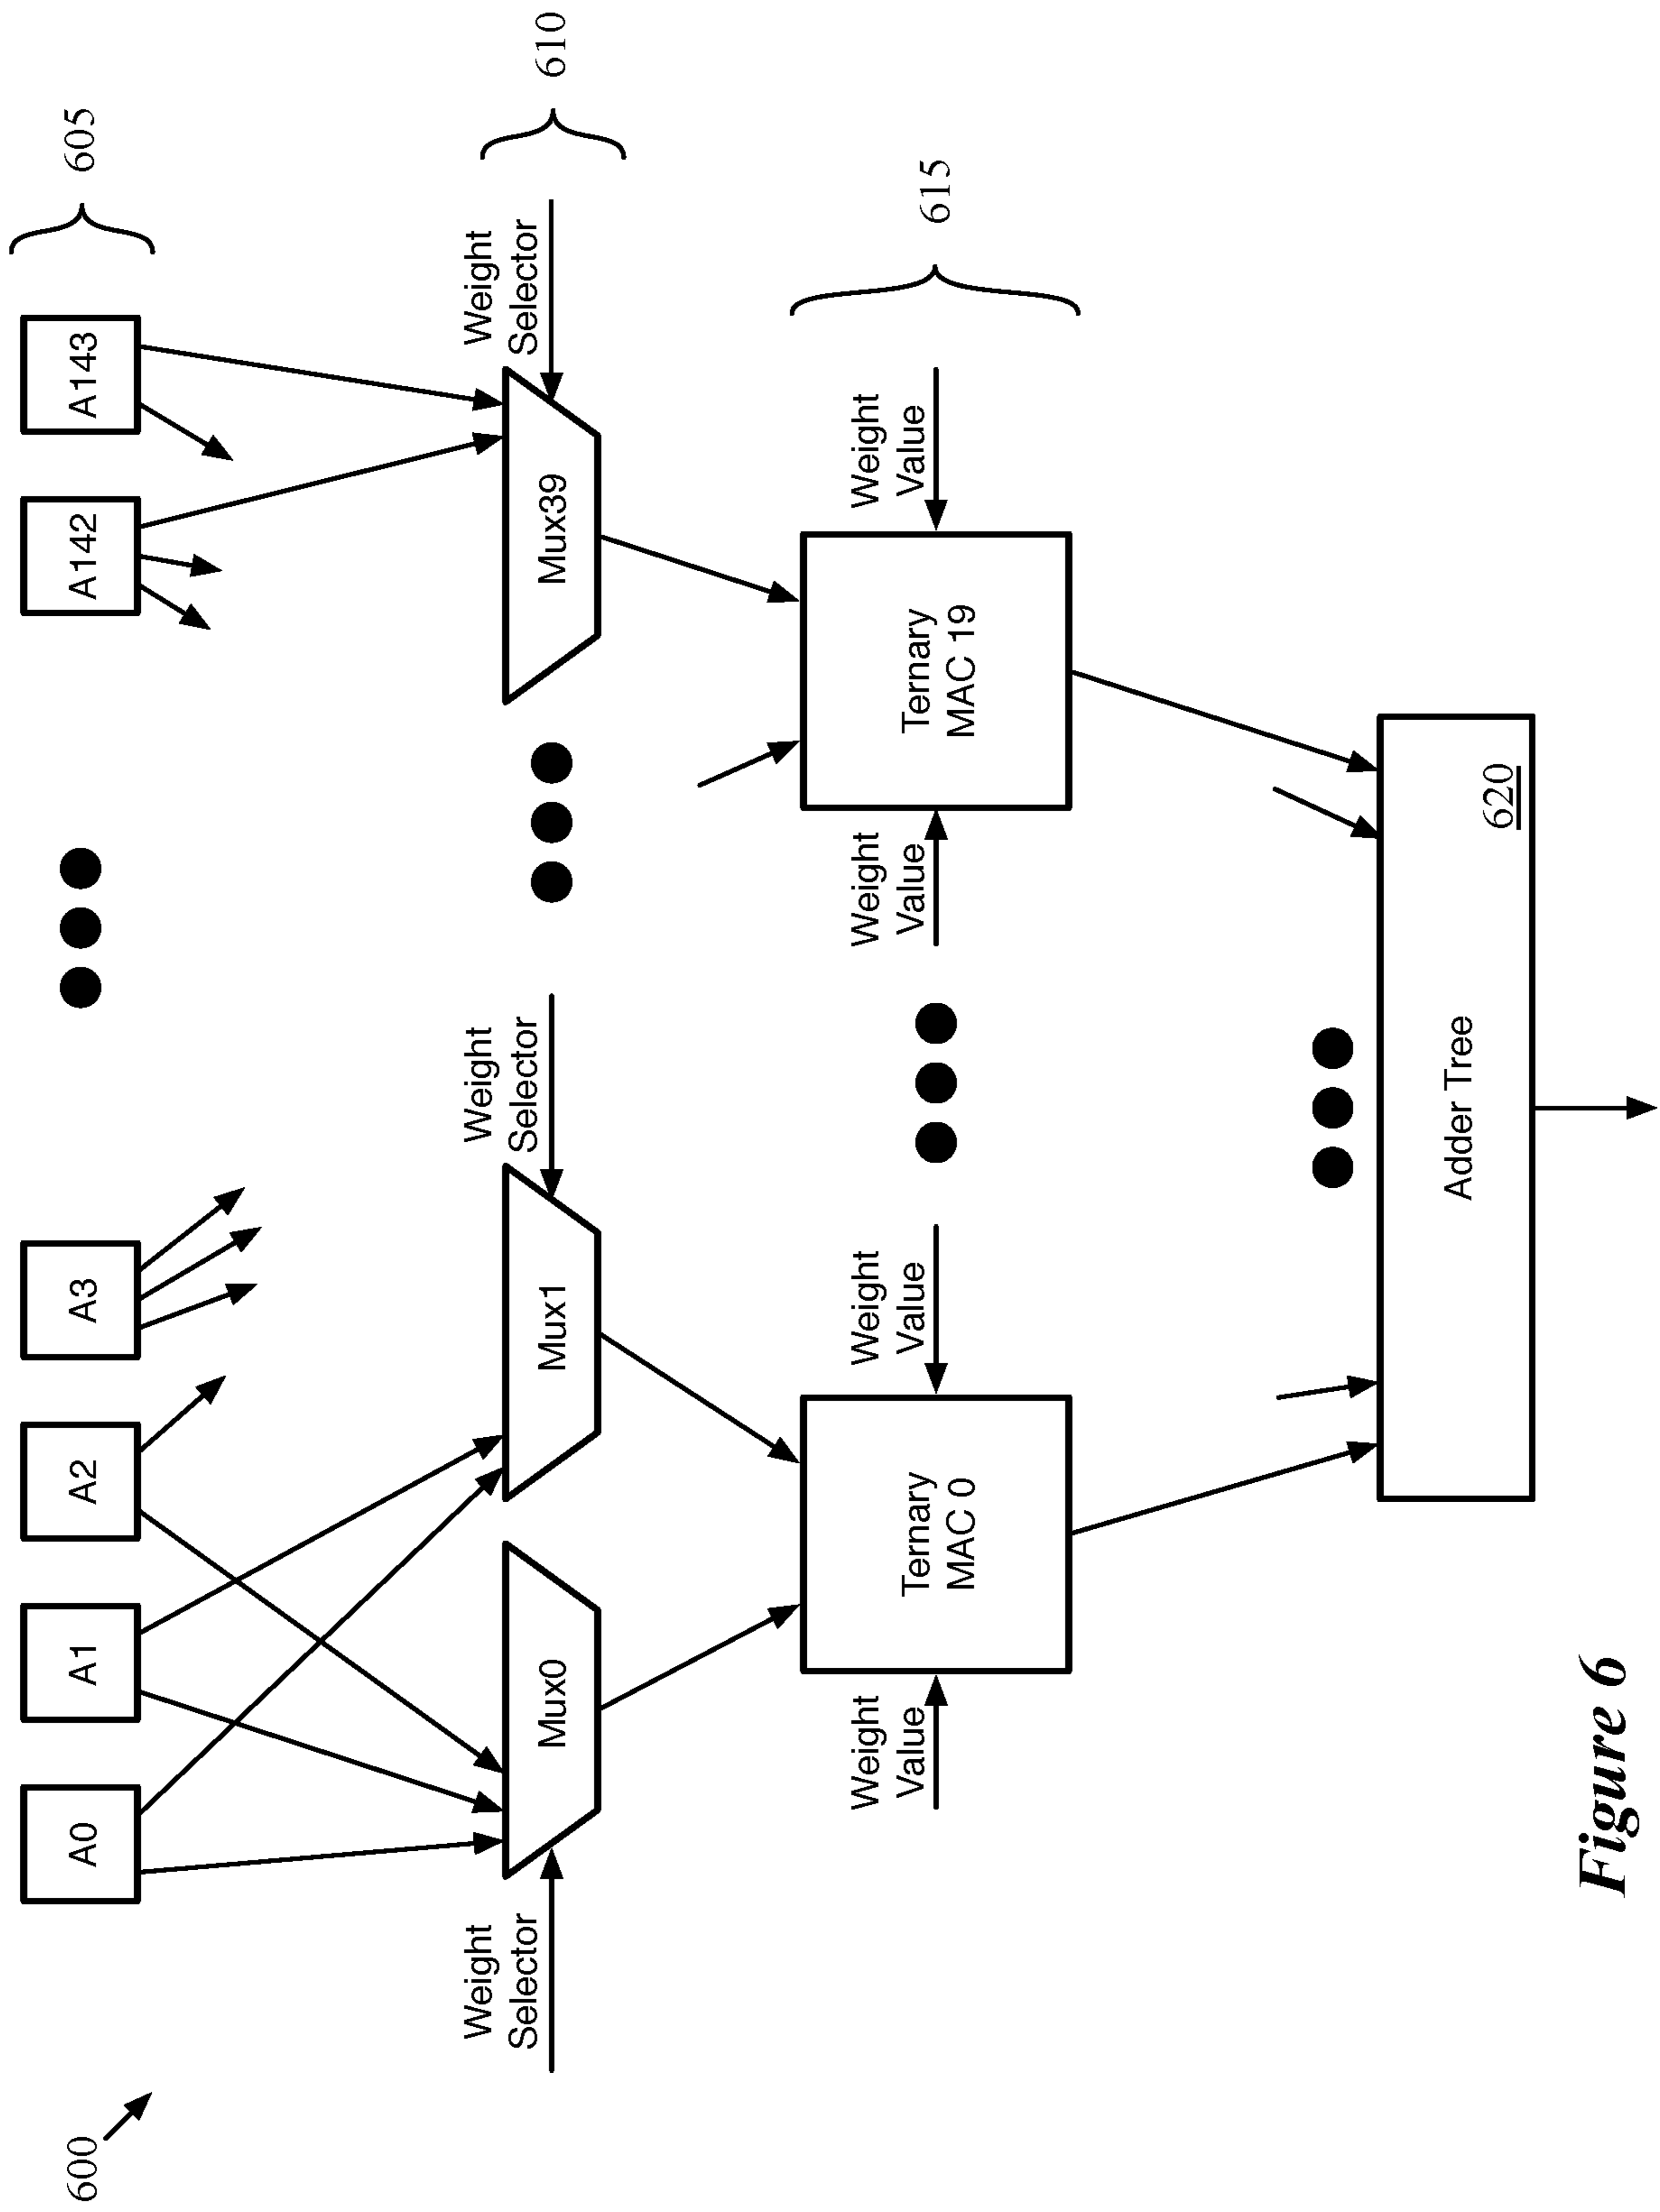 600
605
A0
A1
A2
A3
A142
A143
610
Weight
Selector
Mux0
Mux1
Weight
Selector
Mux39
Weight
Selector
615
Weight
Value
Ternary
MAC 0
Weight
Value
Weight
Value
Ternary
MAC 19
Weight
Value
Adder Tree
620
Figure 6